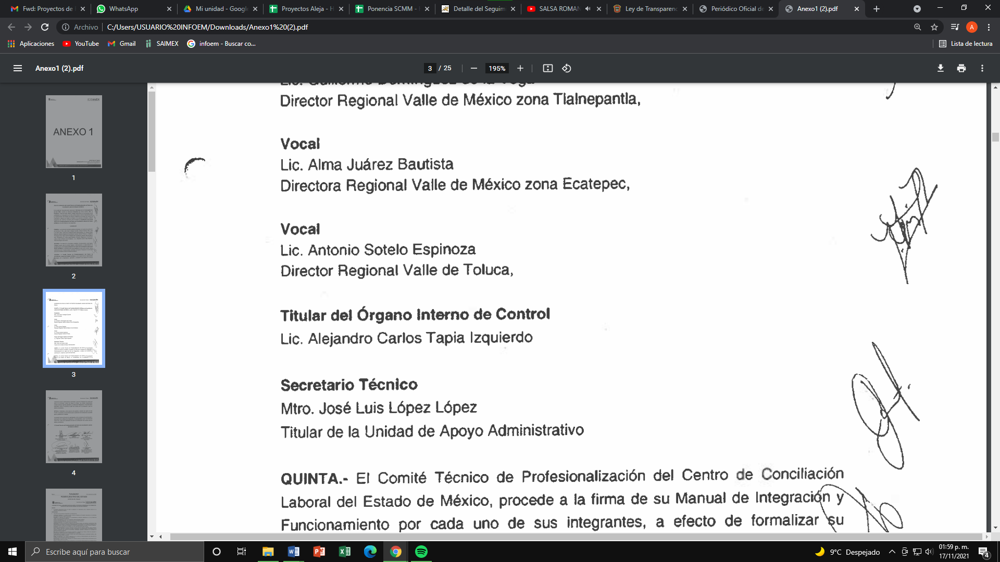 Fwd: Proyectos de
WhatsApp
Mi unidad - Googl
Proyectos Aleja - H
Ponencia SCMM -
Detalle del Seguim
SALSA ROMAN
Ley de Transparenc
Periódico Oficial de
Anexo1 (2).pdf
Archivo
C:/Users/USUARIO%20INFOEM/Downloads/Anexo1%20(2).pdf
A
Aplicaciones
YouTube
Gmail
SAIMEX
infoem - Buscar co...
Lista de lectura
Anexo1 (2).pdf
3 / 25
195%
ANEXO 1
1
2
3
4
Lic. Guillermo Domínguez de la Vega
Director Regional Valle de México zona Tlalnepantla,
Vocal
Lic. Alma Juárez Bautista
Directora Regional Valle de México zona Ecatepec,
Vocal
Lic. Antonio Sotelo Espinoza
Director Regional Valle de Toluca,
Titular del Órgano Interno de Control
Lic. Alejandro Carlos Tapia Izquierdo
Secretario Técnico
Mtro. José Luis López López
Titular de la Unidad de Apoyo Administrativo
QUINTA.- El Comité Técnico de Profesionalización del Centro de Conciliación
Laboral del Estado de México, procede a la firma de su Manual de Integración y
Funcionamiento por cada uno de sus integrantes, a efecto de formalizar su
Escribe aquí para buscar
9°C Despejado
01:59 p. m.
17/11/2021
4